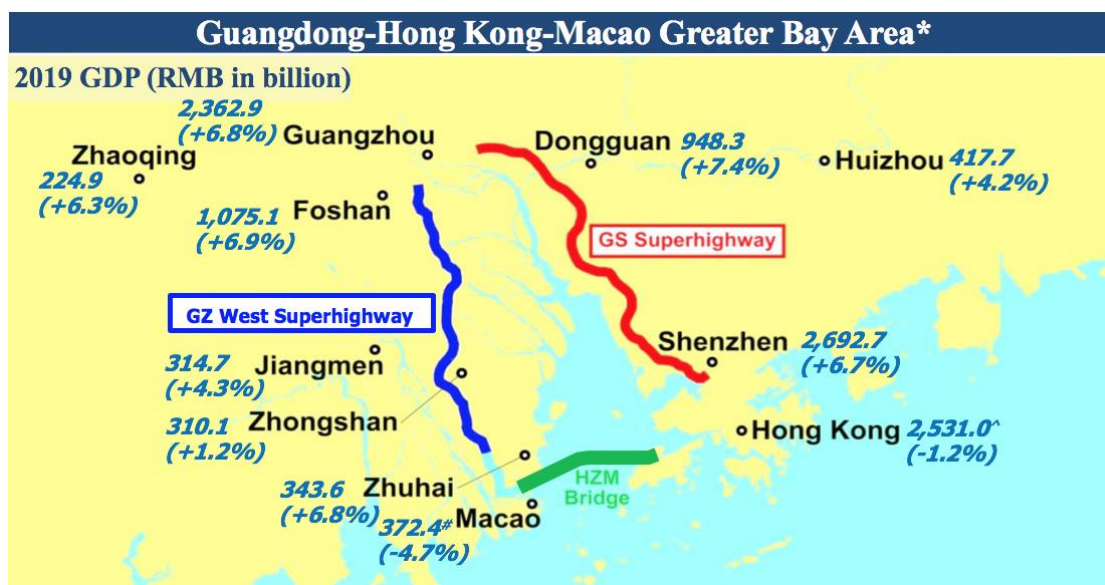 Guangdong-Hong Kong-Macao Greater Bay Area*
2019 GDP (RMB in billion)
2,362.9
(+6.8%)
Guangzhou
Dongguan
948.3
(+7.4%)
Huizhou
417.7
(+4.2%)
Zhaoqing
224.9
(+6.3%)
Foshan
1,075.1
(+6.9%)
GS Superhighway
GZ West Superhighway
Shenzhen
2,692.7
(+6.7%)
Jiangmen
314.7
(+4.3%)
Zhongshan
310.1
(+1.2%)
Hong Kong
2,531.0^
(-1.2%)
HZM
Bridge
Zhuhai
343.6
(+6.8%)
Macao
372.4#
(-4.7%)